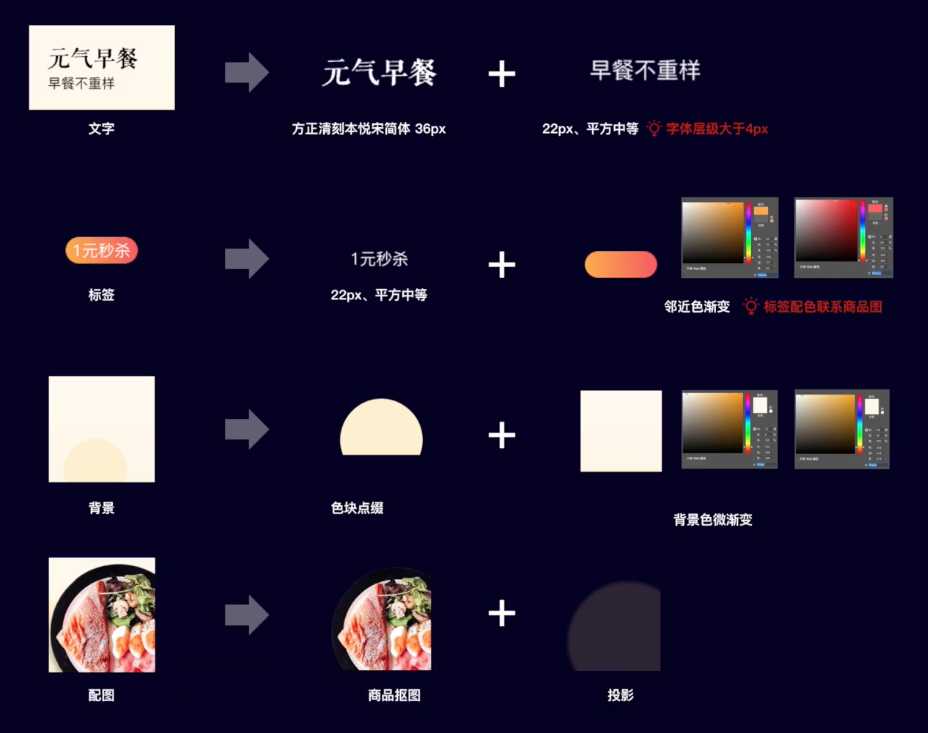 元气早餐
早餐不重样
元气早餐
早餐不重样
文字
方正清刻本悦宋简体 36px
22px、平方中等
字体层级大于4px
1元秒杀
1元秒杀
标签
22px、平方中等
邻近色渐变
标签配色联系商品图
背景
色块点缀
背景色微渐变
配图
商品抠图
投影